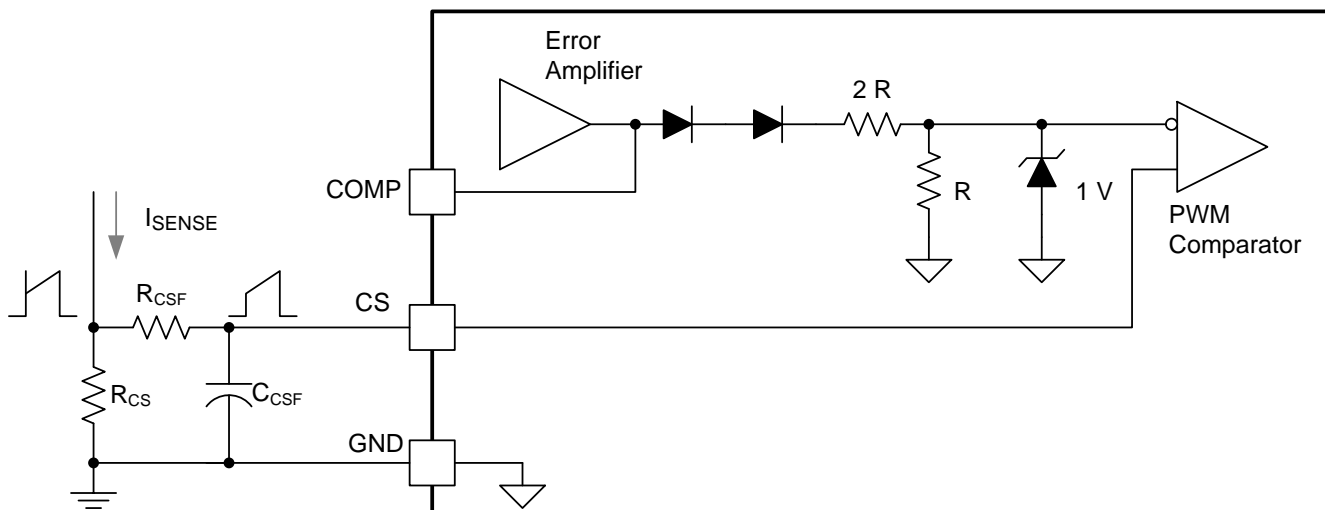 Error
Amplifier
2 R
COMP
R
1 V
PWM
Comparator
ISENSE
RCSF
CS
RCS
CCSF
GND